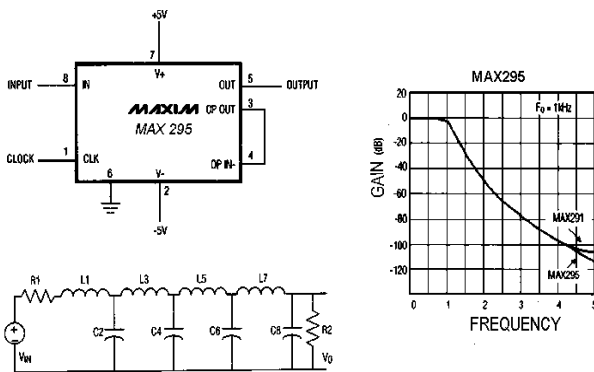 +5V
7
V+
INPUT
8
IN
OUT
5
OUTPUT
MAXIM
MAX 295
OP OUT
3
CLOCK
1
CLK
OP IN-
4
6
V-
2
-5V
R1
L1
L3
L5
L7
C2
C4
C6
C8
R2
VIN
VO
MAX295
20
0
-20
-40
-60
-80
-100
-120
GAIN (dB)
FO = 1kHz
MAX291
MAX295
0
1
2
3
4
5
FREQUENCY